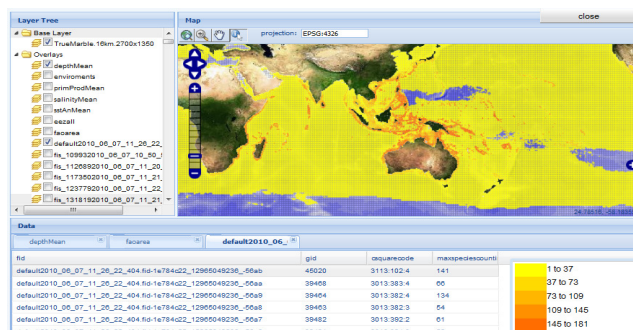 close
Layer Tree
Map
projection: EPSG:4326
Base Layer
TrueMarble.16km.2700x1350
Overlays
depthMean
enviroments
primProdMean
salinityMean
sstAnMean
eezall
faoarea
default2010_06_07_11_26_22_
fis_109932010_06_07_10_50_
fis_1126892010_06_07_11_20_
fis_1173502010_06_07_11_21_
fis_1237792010_06_07_11_22_
fis_1318192010_06_07_11_21_
Data
depthMean
faoarea
default2010_06_
fid gid csquarecode maxspeciescounti
default2010_06_07_11_26_22_404.fid-1e784c22_12965049236_-56ab 45020 3113:102:4 141
default2010_06_07_11_26_22_404.fid-1e784c22_12965049236_-56aa 39468 3013:383:4 66
default2010_06_07_11_26_22_404.fid-1e784c22_12965049236_-56a9 39464 3013:382:4 134
default2010_06_07_11_26_22_404.fid-1e784c22_12965049236_-56a8 39463 3013:382:3 54
default2010_06_07_11_26_22_404.fid-1e784c22_12965049236_-56a7 39482 3013:392:2 61
1 to 37
37 to 73
73 to 109
109 to 145
145 to 181